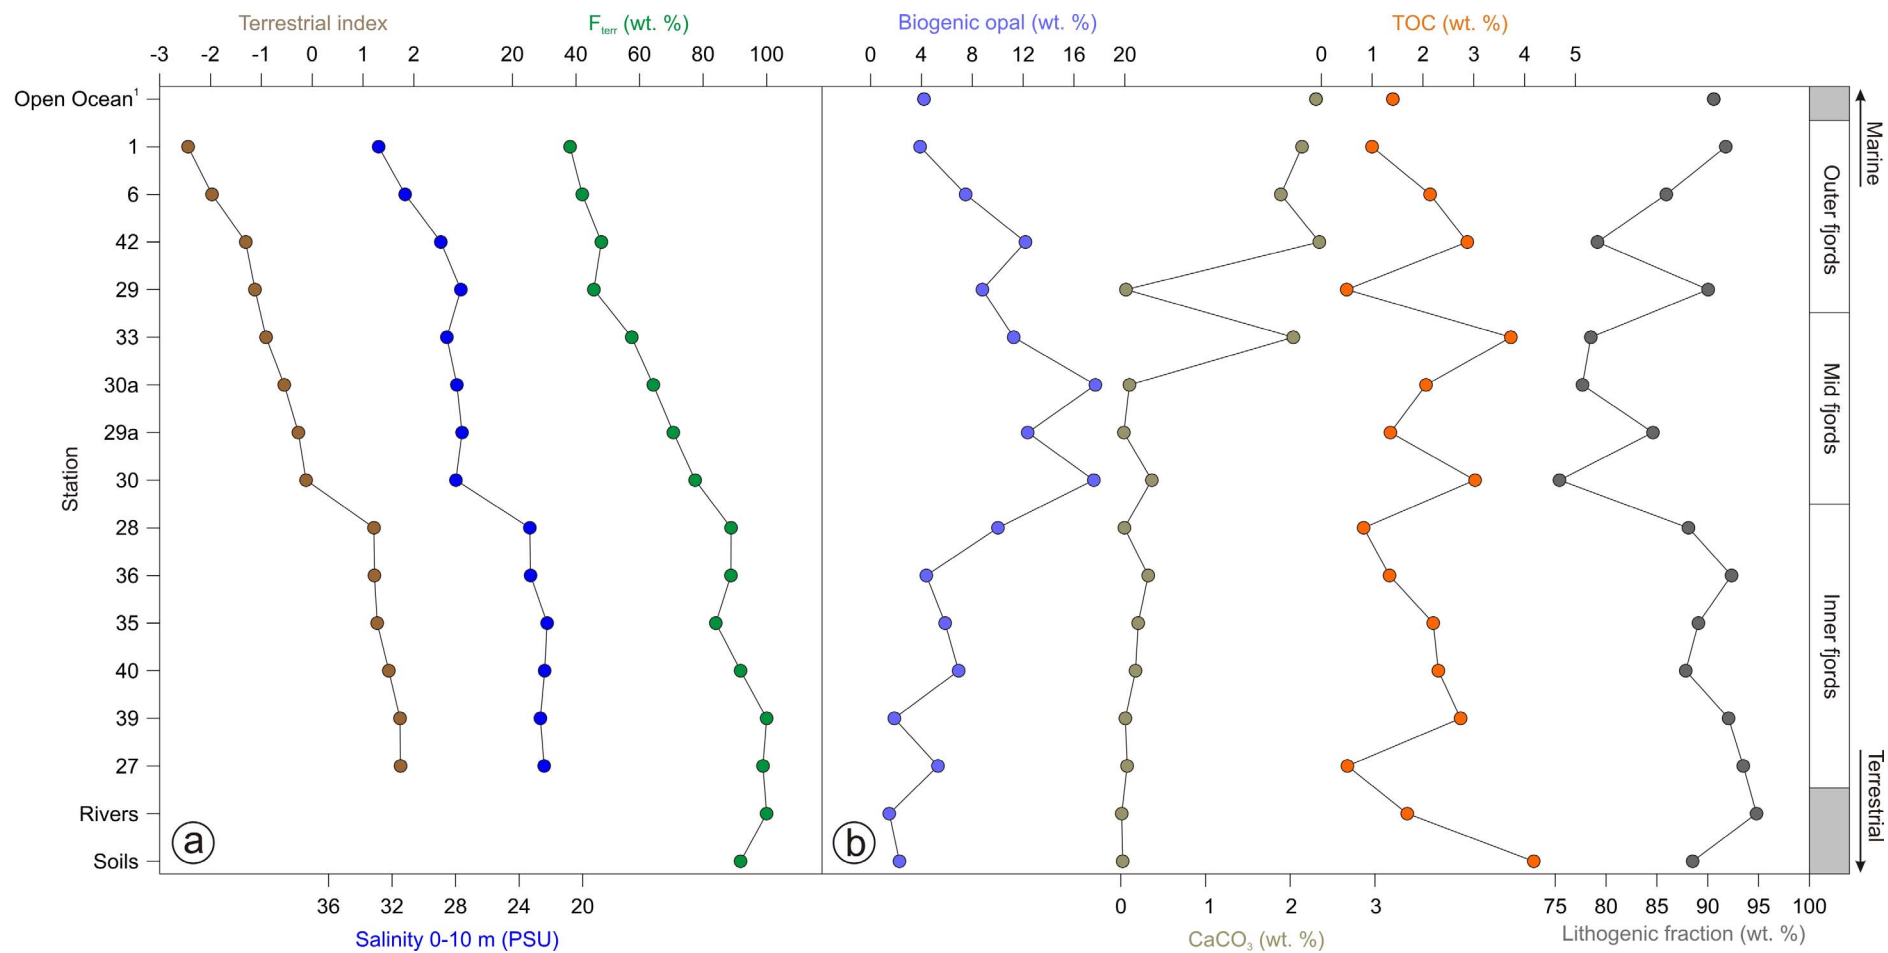 Terrestrial index
F terr (wt. %)
Biogenic opal (wt. %)
TOC (wt. %)
-3 -2 -1 0 1 2 20 40 60 80 100 0 4 8 12 16 20 0 1 2 3 4 5
Open Ocean¹
1
6
42
29
33
30a
29a
30
28
36
35
40
39
27
Rivers
Soils
Station
a
b
Marine
Outer fjords
Mid fjords
Inner fjords
Terrestrial
36 32 28 24 20 0 1 2 3 75 80 85 90 95 100
Salinity 0-10 m (PSU)
CaCO₃ (wt. %)
Lithogenic fraction (wt. %)